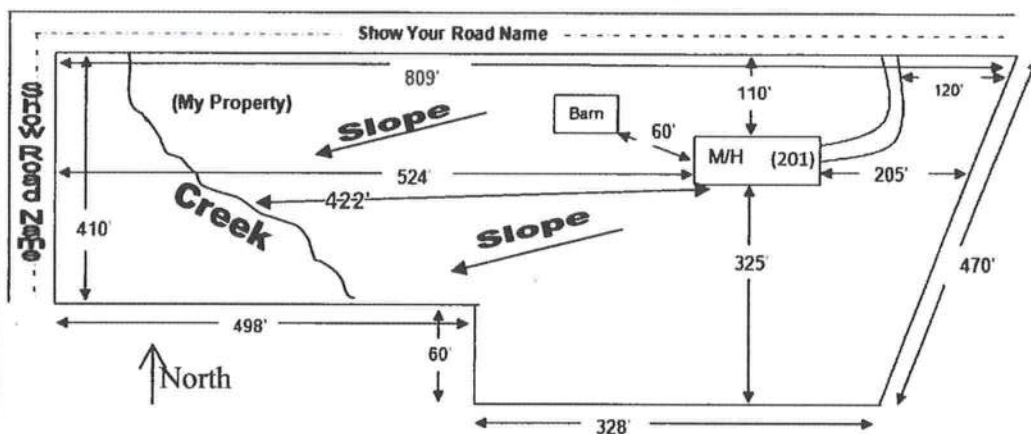 Show Your Road Name
Show Road Name
809'
(My Property)
Slope
Barn
110'
120'
60'
M/H (201)
524'
205'
422'
Creek
410'
Slope
325'
470'
498'
60'
North
328'